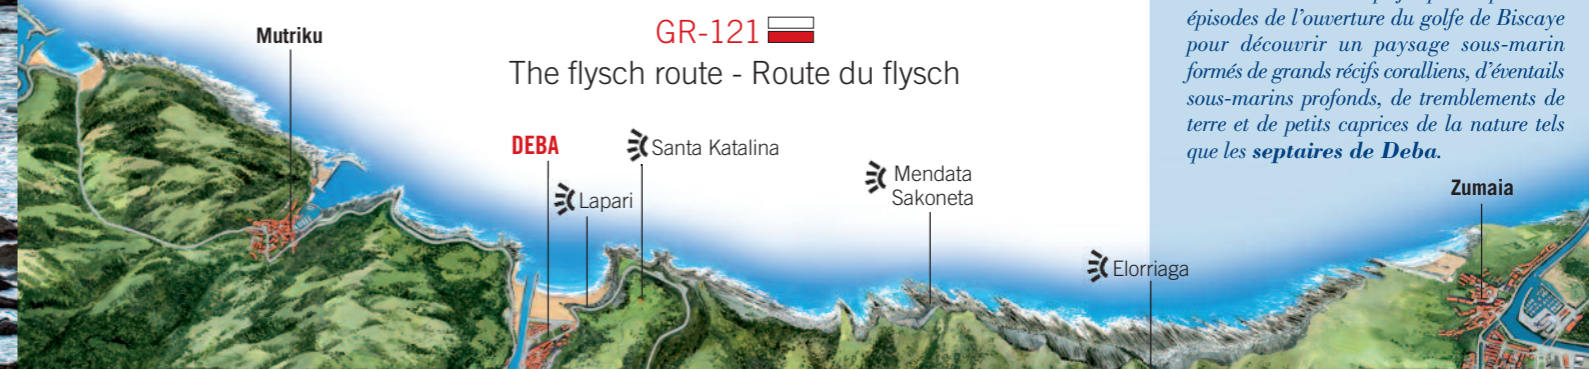 GR-121
The flysch route - Route du flysch
Mutriku
DEBA
Lapari
Santa Katalina
Mendata
Sakoneta
Elorriaga
Zumaia
épisodes de l’ouverture du golfe de Biscaye
pour découvrir un paysage sous-marin
formés de grands récifs coralliens, d’éventails
sous-marins profonds, de tremblements de
terre et de petits caprices de la nature tels
que les septaires de Deba.